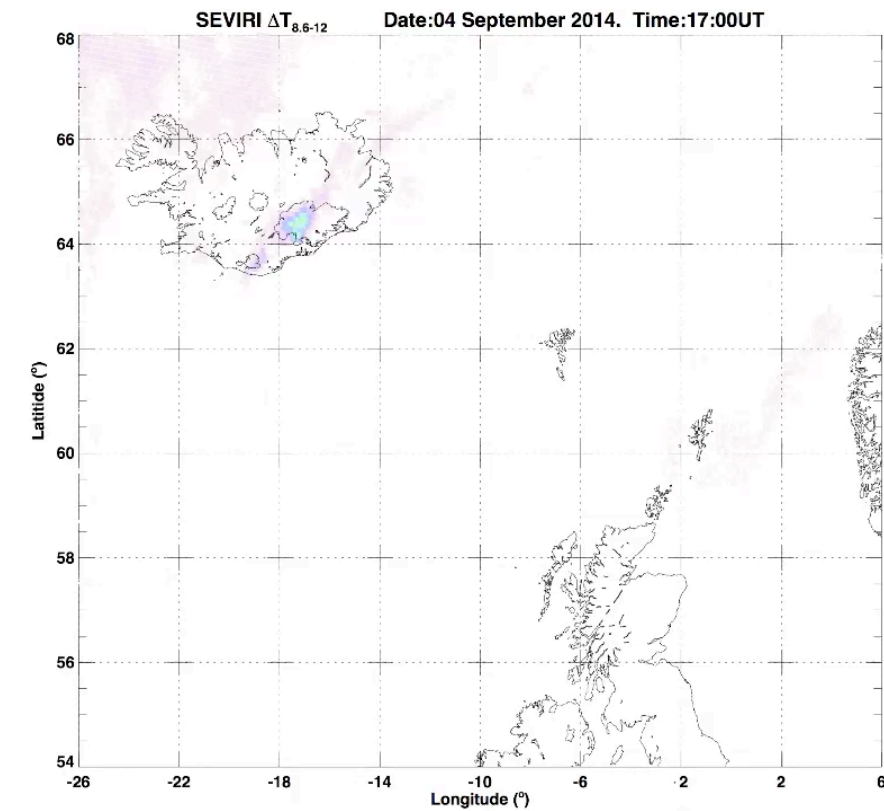 SEVIRI ΔT8.6-12 Date:04 September 2014. Time:17:00UT
68
66
64
62
60
58
56
54
Latitide (º)
-26 -22 -18 -14 -10 -6 -2 2 6
Longitude (º)